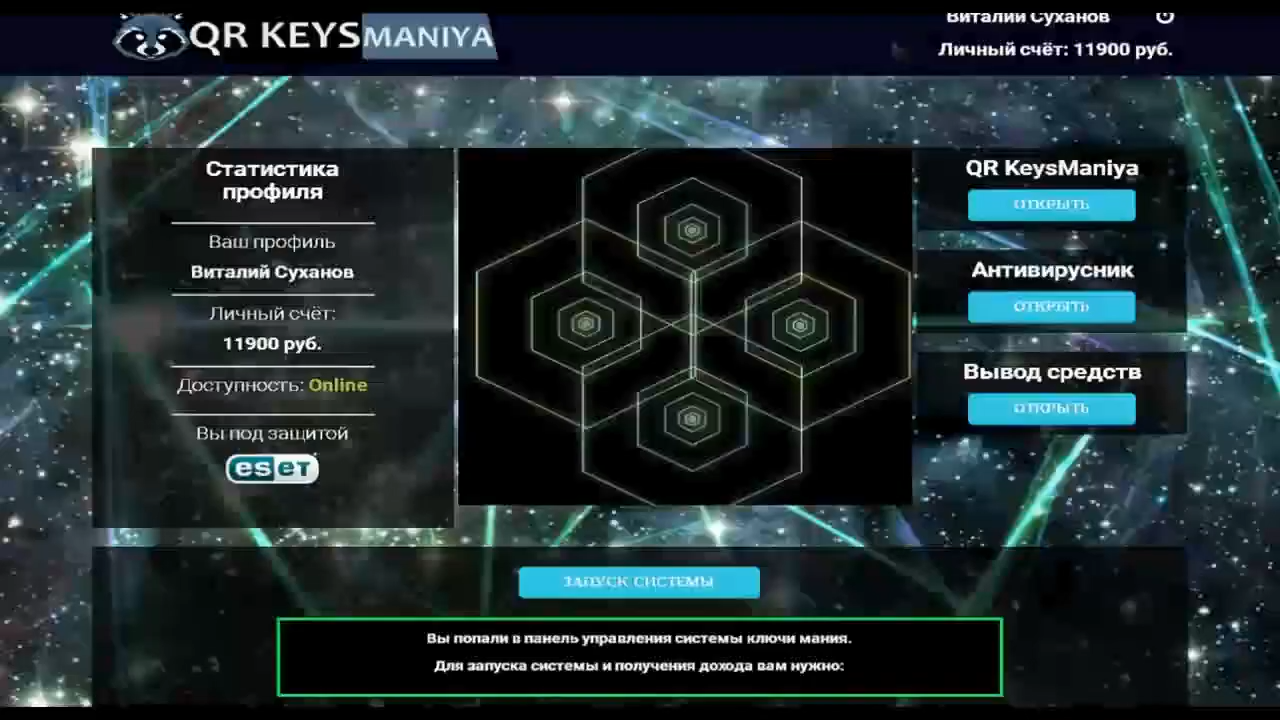 QR KEYSMANIYA
Виталий Суханов
Личный счёт: 11900 руб.
Статистика
профиля
Ваш профиль
Виталий Суханов
Личный счёт:
11900 руб.
Доступность: Online
Вы под защитой
eset
QR KeysManiya
ОТКРЫТЬ
Антивирусник
ОТКРЫТЬ
Вывод средств
ОТКРЫТЬ
ЗАПУСК СИСТЕМЫ
Вы попали в панель управления системы ключи мания.
Для запуска системы и получения дохода вам нужно: